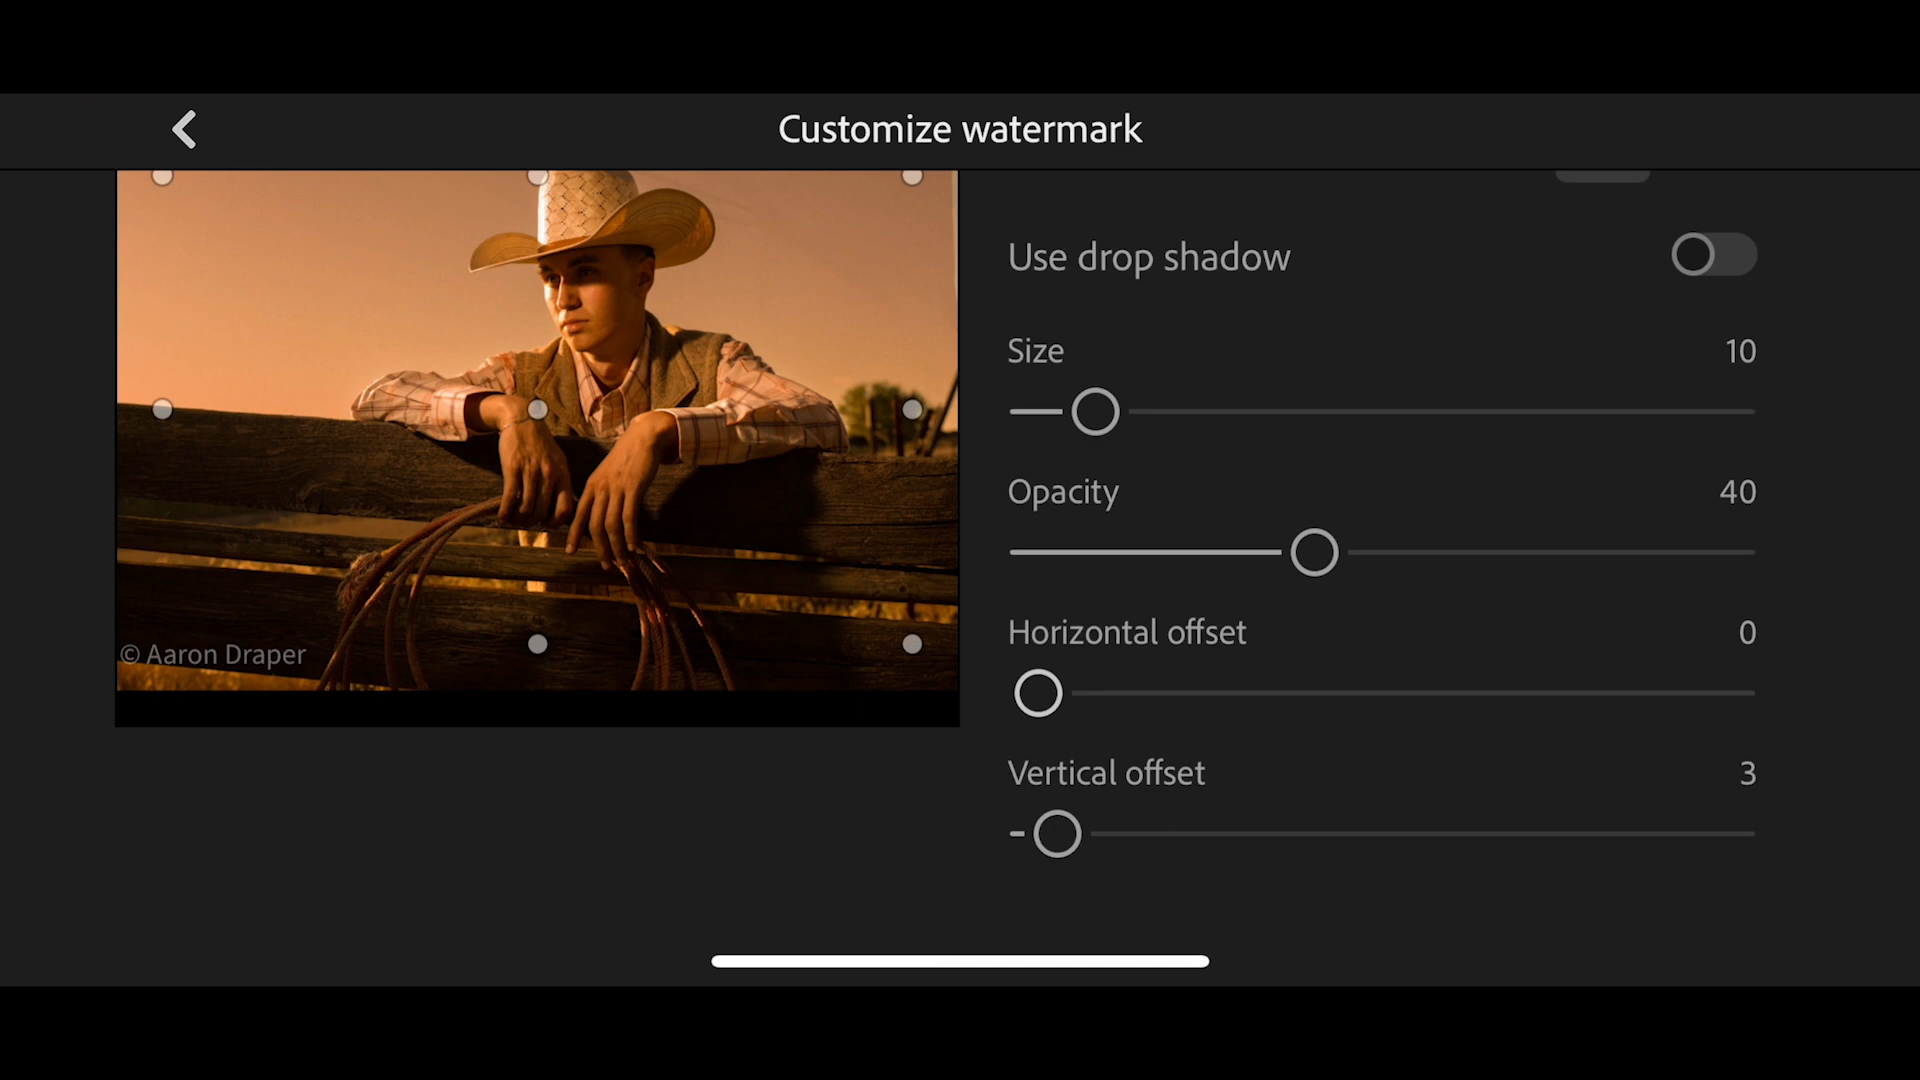 Customize watermark
Use drop shadow
Size 10
Opacity 40
© Aaron Draper
Horizontal offset 0
Vertical offset 3